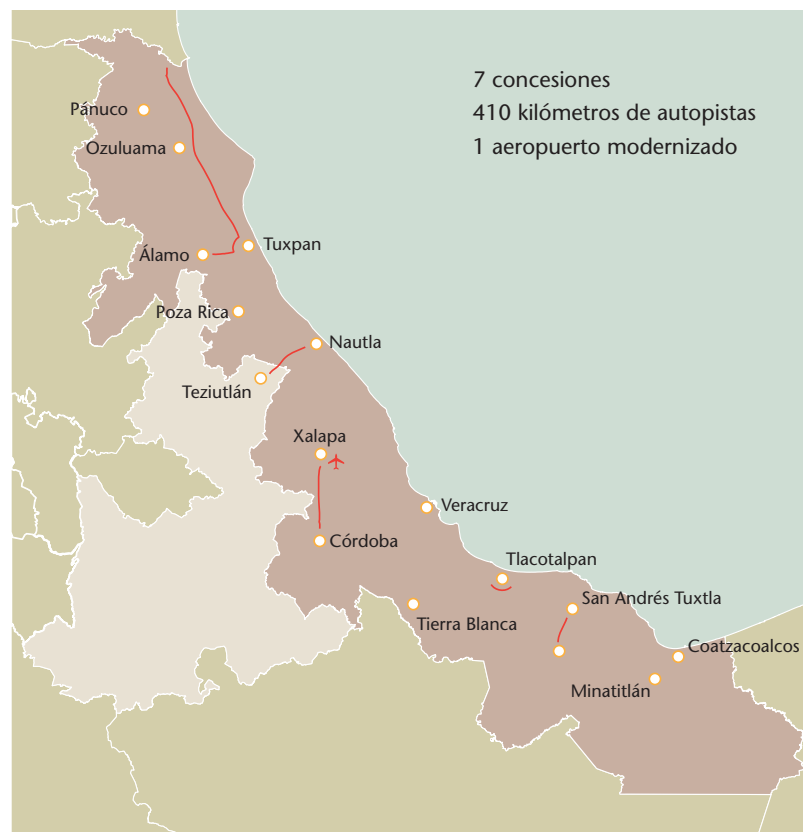 7 concesiones
410 kilómetros de autopistas
1 aeropuerto modernizado
Pánuco
Ozuluama
Tuxpan
Álamo
Poza Rica
Nautla
Teziutlán
Xalapa
Veracruz
Córdoba
Tlacotalpan
San Andrés Tuxtla
Tierra Blanca
Coatzacoalcos
Minatitlán